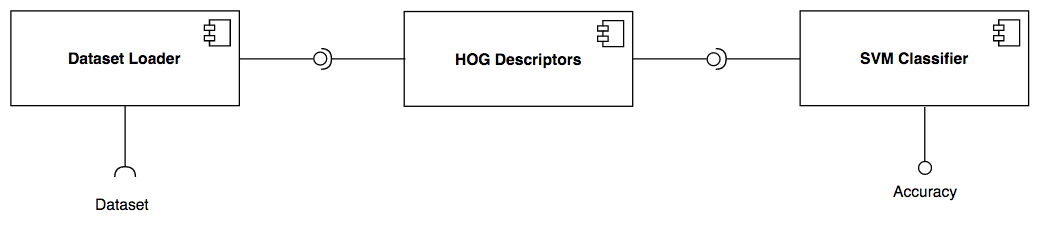 Dataset Loader
HOG Descriptors
SVM Classifier
Dataset
Accuracy